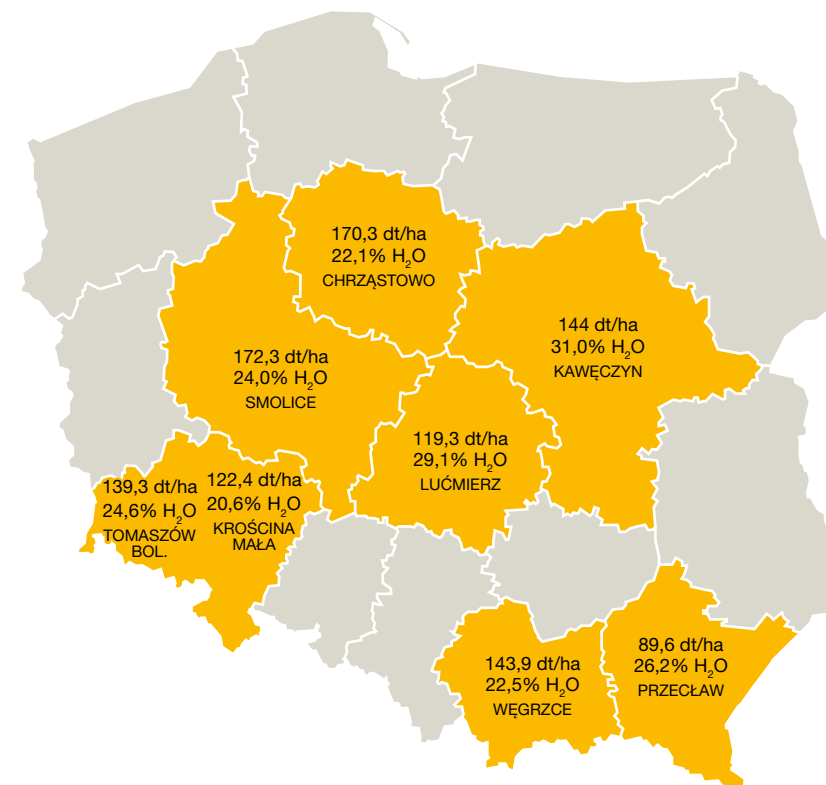 170,3 dt/ha
22,1% H₂O
CHRZĄSTOWO
144 dt/ha
31,0% H₂O
KAWĘCZYN
172,3 dt/ha
24,0% H₂O
SMOLICE
119,3 dt/ha
29,1% H₂O
LUĆMIERZ
139,3 dt/ha
24,6% H₂O
TOMASZÓW
BOL.
122,4 dt/ha
20,6% H₂O
KROŚCINA
MAŁA
143,9 dt/ha
22,5% H₂O
WĘGRZCE
89,6 dt/ha
26,2% H₂O
PRZECŁAW